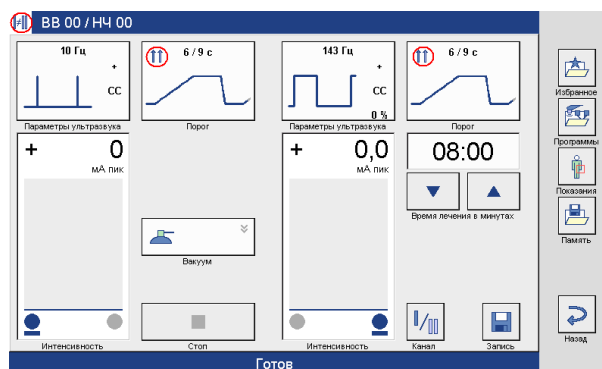 ВВ 00 / НЧ 00
10 Гц
+
СС
Параметры ультразвука
6 / 9 с
Порог
143 Гц
+
СС
0 %
Параметры ультразвука
6 / 9 с
Порог
+ 0
мА пик
Интенсивность
Вакуум
Стоп
+ 0,0
мА пик
Интенсивность
08:00
Время лечения в минутах
Канал
Запись
Избранное
Программы
Показания
Память
Назад
Готов